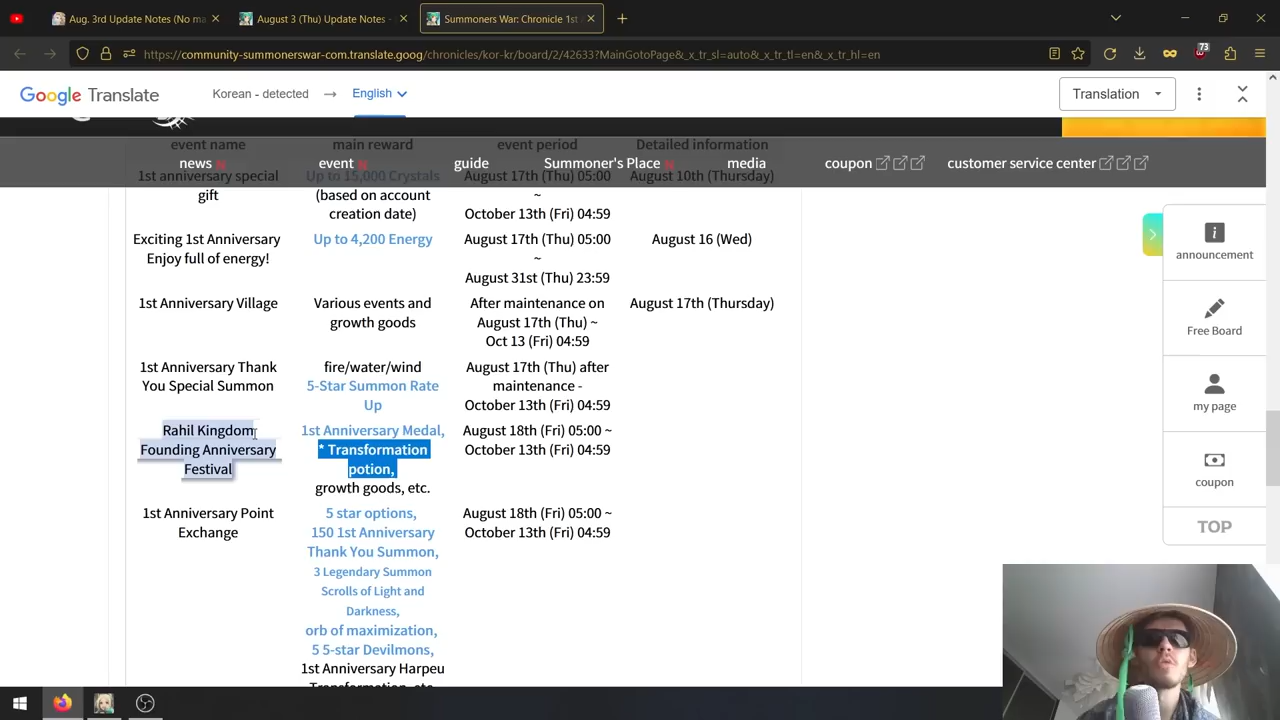 Aug. 3rd Update Notes (No ma
August 3 (Thu) Update Notes -
Summoners War: Chronicle 1st
https://community-summonerswar-com.translate.goog/chronicles/kor-kr/board/2/42633?MainGotoPage&_x_tr_sl=auto&_x_tr_tl=en&_x_tr_hl=en
73
Google Translate
Korean - detected
English
Translation
event name
main reward
event period
Detailed information
news
event
guide
Summoner's Place
media
coupon
customer service center
1st anniversary special
gift
Up to 15,000 Crystals
(based on account
creation date)
August 17th (Thu) 05:00
~
October 13th (Fri) 04:59
August 10th (Thursday)
Exciting 1st Anniversary
Enjoy full of energy!
Up to 4,200 Energy
August 17th (Thu) 05:00
~
August 31st (Thu) 23:59
August 16 (Wed)
1st Anniversary Village
Various events and
growth goods
After maintenance on
August 17th (Thu) ~
Oct 13 (Fri) 04:59
August 17th (Thursday)
1st Anniversary Thank
You Special Summon
fire/water/wind
5-Star Summon Rate
Up
August 17th (Thu) after
maintenance -
October 13th (Fri) 04:59
Rahil Kingdom
Founding Anniversary
Festival
1st Anniversary Medal,
* Transformation
potion,
growth goods, etc.
August 18th (Fri) 05:00 ~
October 13th (Fri) 04:59
1st Anniversary Point
Exchange
5 star options,
150 1st Anniversary
Thank You Summon,
3 Legendary Summon
Scrolls of Light and
Darkness,
orb of maximization,
5 5-star Devilmons,
1st Anniversary Harpeu
Transformation, etc.
August 18th (Fri) 05:00 ~
October 13th (Fri) 04:59
announcement
Free Board
my page
coupon
TOP